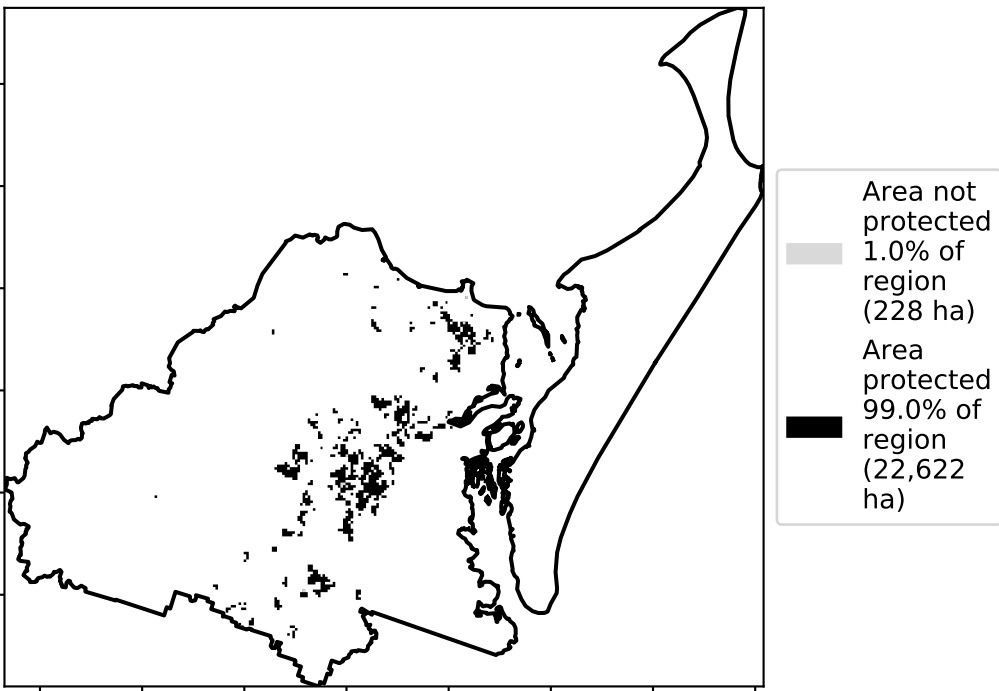 Area not
protected
1.0% of
region
(228 ha)
Area
protected
99.0% of
region
(22,622
ha)